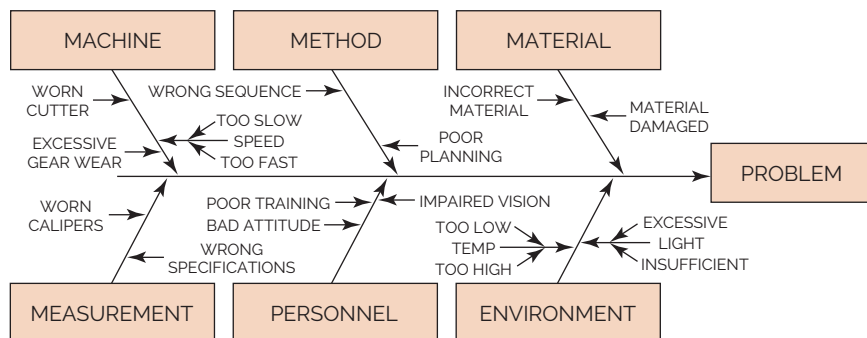 MACHINE
METHOD
MATERIAL
WORN
CUTTER
EXCESSIVE
GEAR WEAR
TOO SLOW
SPEED
TOO FAST
WRONG SEQUENCE
POOR
PLANNING
INCORRECT
MATERIAL
MATERIAL
DAMAGED
PROBLEM
WORN
CALIPERS
WRONG
SPECIFICATIONS
POOR TRAINING
BAD ATTITUDE
IMPAIRED VISION
TOO LOW
TEMP
TOO HIGH
EXCESSIVE
LIGHT
INSUFFICIENT
MEASUREMENT
PERSONNEL
ENVIRONMENT